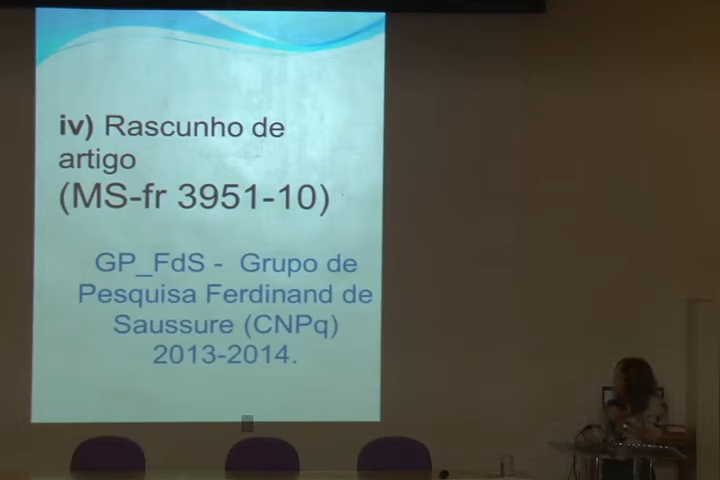 iv) Rascunho de
artigo
(MS-fr 3951-10)
GP_FdS - Grupo de
Pesquisa Ferdinand de
Saussure (CNPq)
2013-2014.